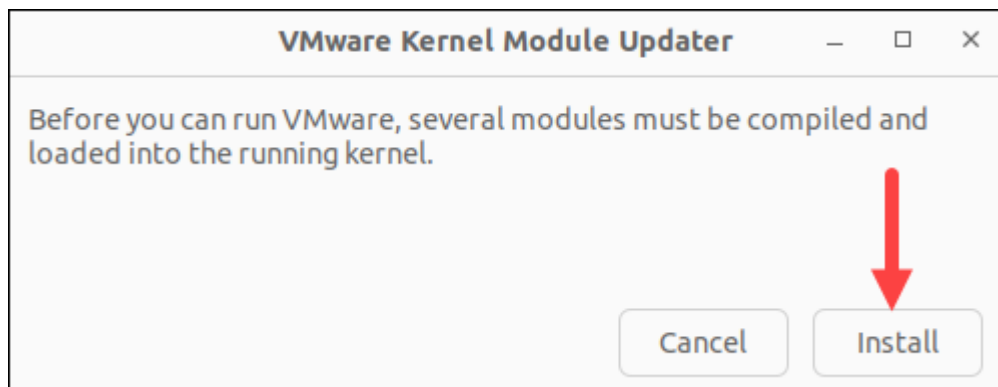 VMware Kernel Module Updater
Before you can run VMware, several modules must be compiled and
loaded into the running kernel.
Cancel
Install